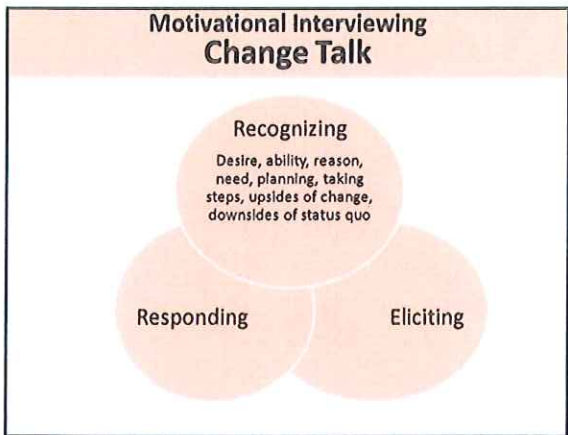 Motivational Interviewing
Change Talk
Recognizing
Desire, ability, reason,
need, planning, taking
steps, upsides of change,
downsides of status quo
Responding
Eliciting